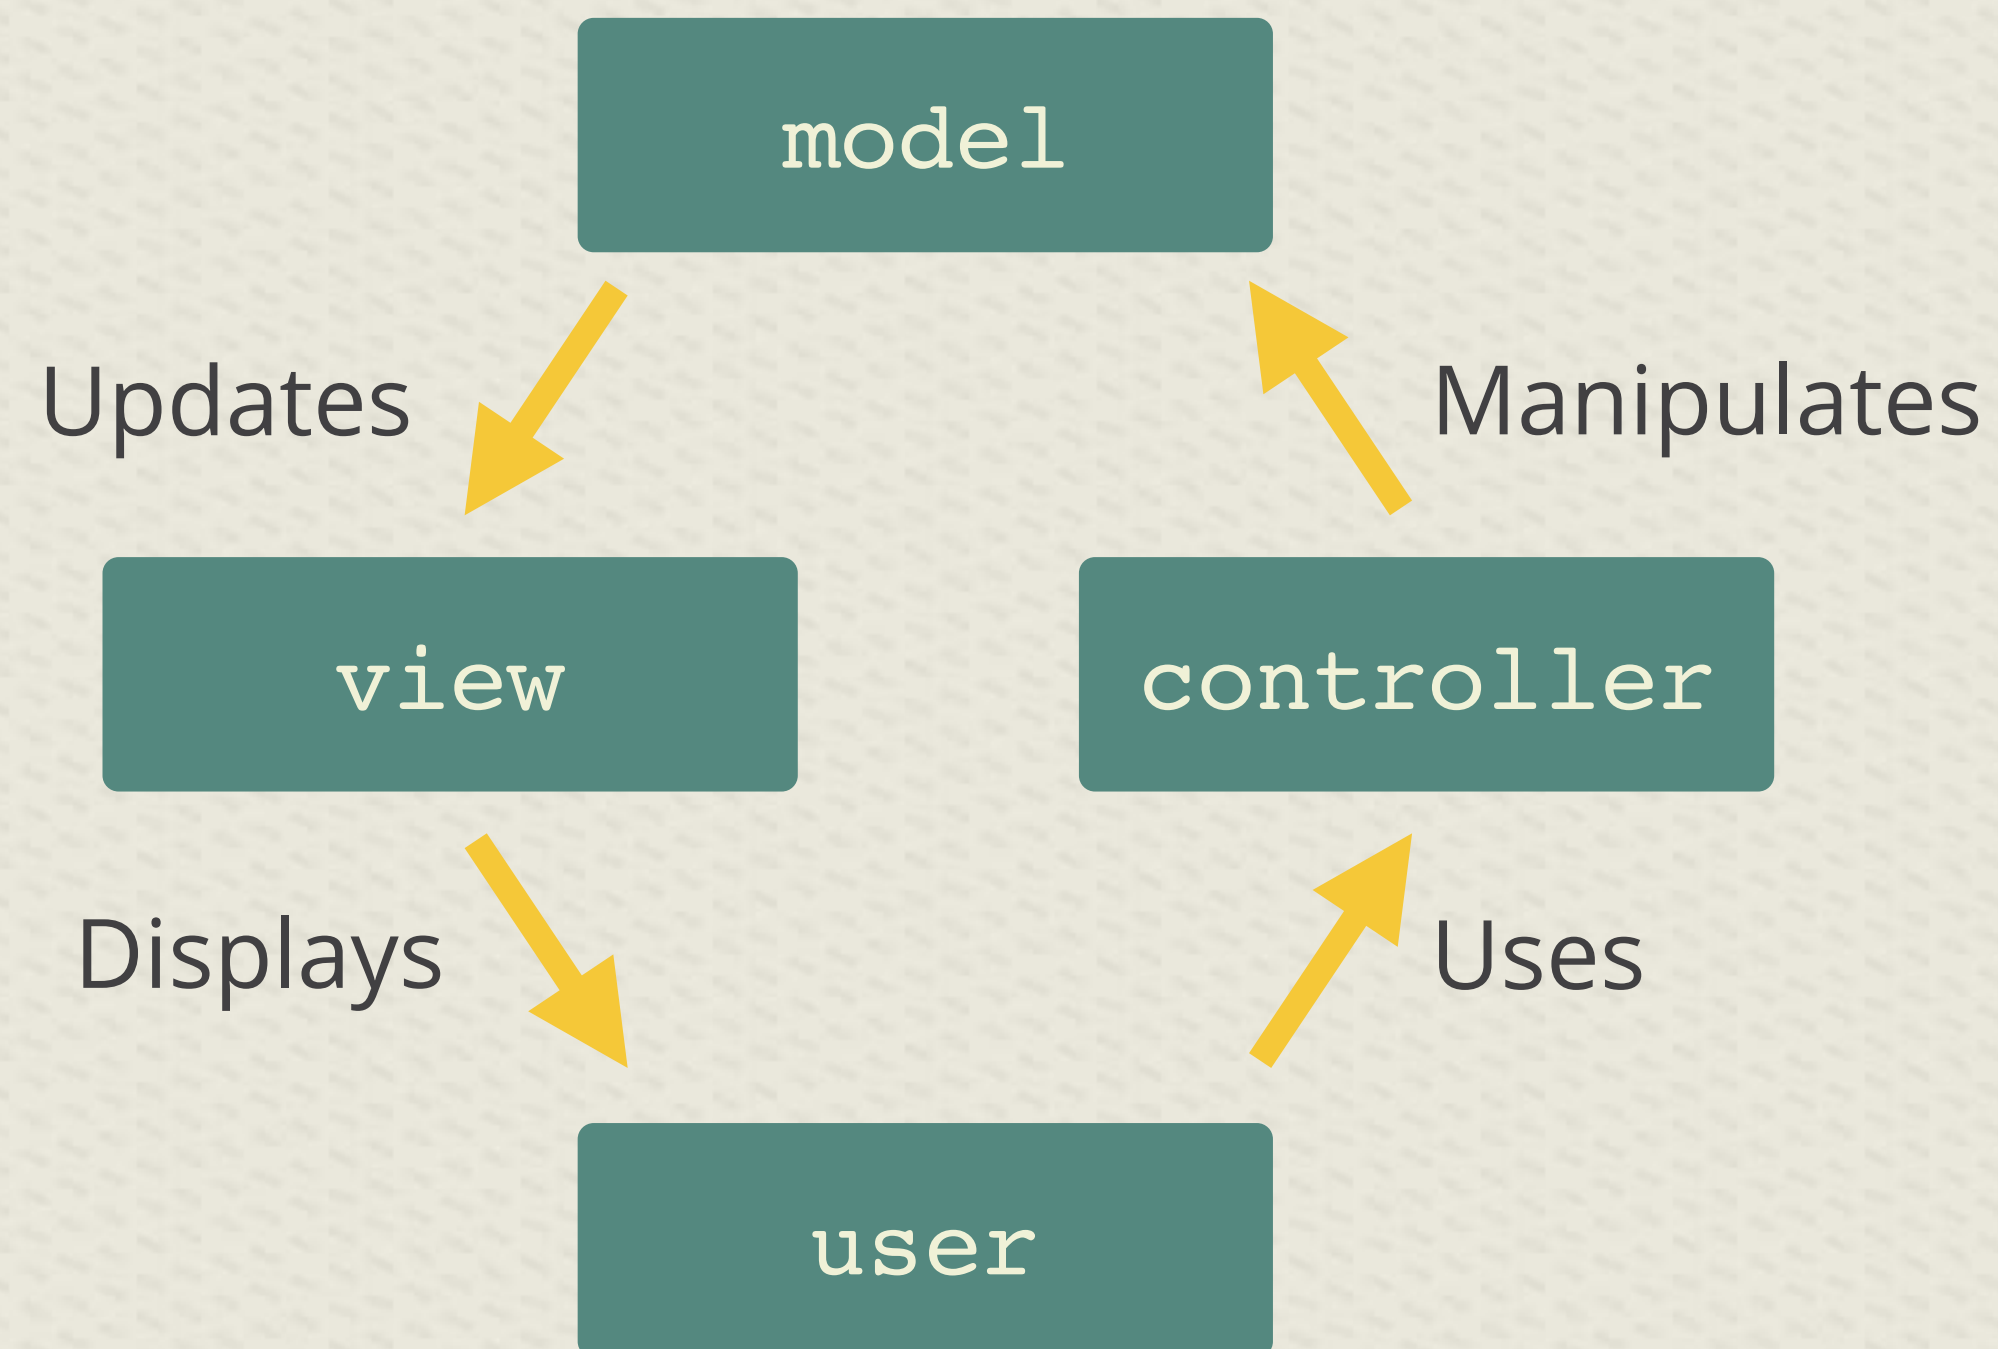 model
Updates
Manipulates
view
controller
Displays
Uses
user